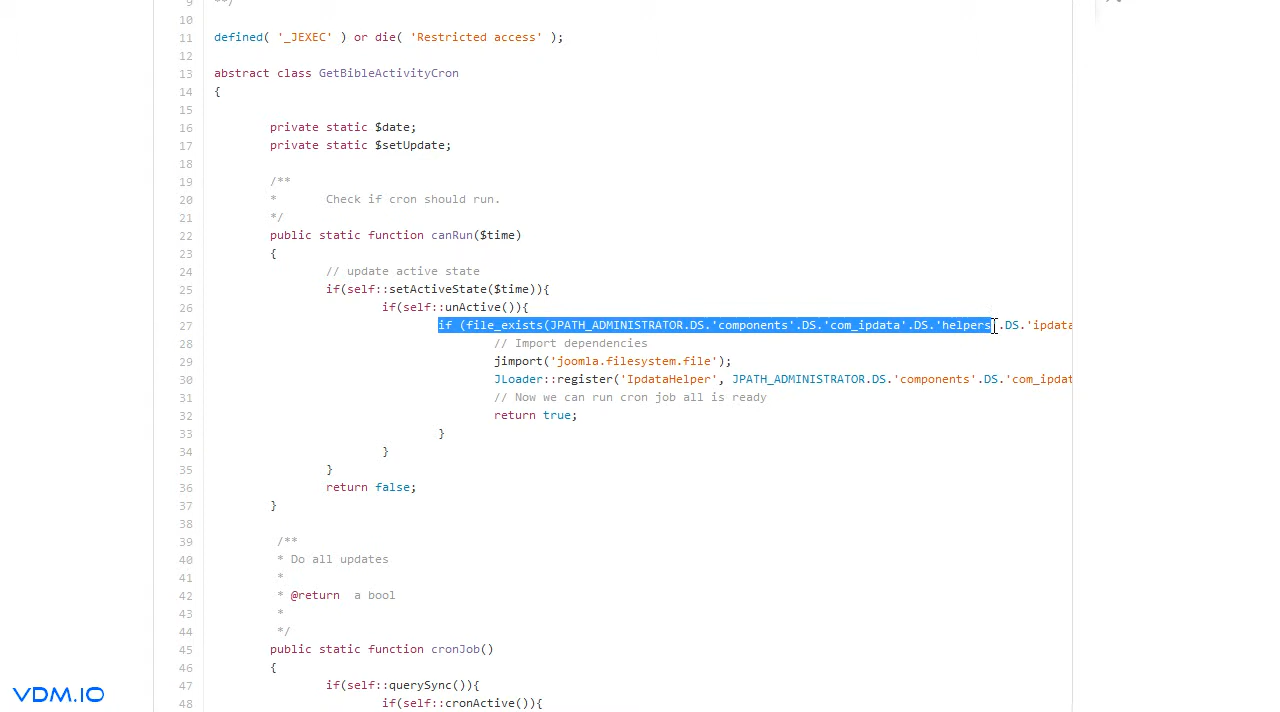 9 **/
10
11 defined( '_JEXEC' ) or die( 'Restricted access' );
12
13 abstract class GetBibleActivityCron
14 {
15
16 private static $date;
17 private static $setUpdate;
18
19 /**
20 * Check if cron should run.
21 */
22 public static function canRun($time)
23 {
24 // update active state
25 if(self::setActiveState($time)){
26 if(self::unActive()){
27 if (file_exists(JPATH_ADMINISTRATOR.DS.'components'.DS.'com_ipdata'.DS.'helpers'.DS.'ipdata
28 // Import dependencies
29 jimport('joomla.filesystem.file');
30 JLoader::register('IpdataHelper', JPATH_ADMINISTRATOR.DS.'components'.DS.'com_ipdat
31 // Now we can run cron job all is ready
32 return true;
33 }
34 }
35 }
36 return false;
37 }
38
39 /**
40 * Do all updates
41 *
42 * @return a bool
43 *
44 */
45 public static function cronJob()
46 {
47 if(self::querySync()){
48 if(self::cronActive()){
VDM.IO